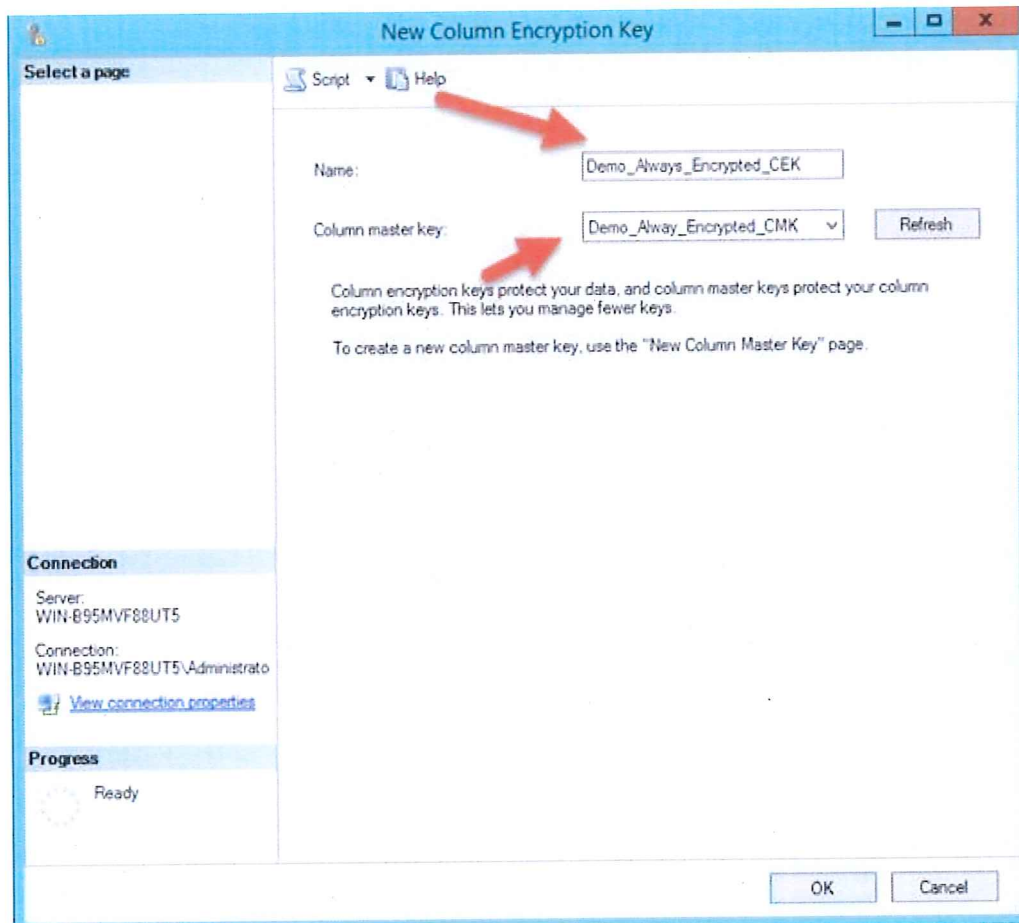 New Column Encryption Key
Select a page
Script
Help
Name:
Demo_Always_Encrypted_CEK
Column master key:
Demo_Alway_Encrypted_CMK
Refresh
Column encryption keys protect your data, and column master keys protect your column
encryption keys. This lets you manage fewer keys.
To create a new column master key, use the "New Column Master Key" page.
Connection
Server:
WIN-B95MVF88UT5
Connection:
WIN-B95MVF88UT5\Administrato
View connection properties
Progress
Ready
OK
Cancel